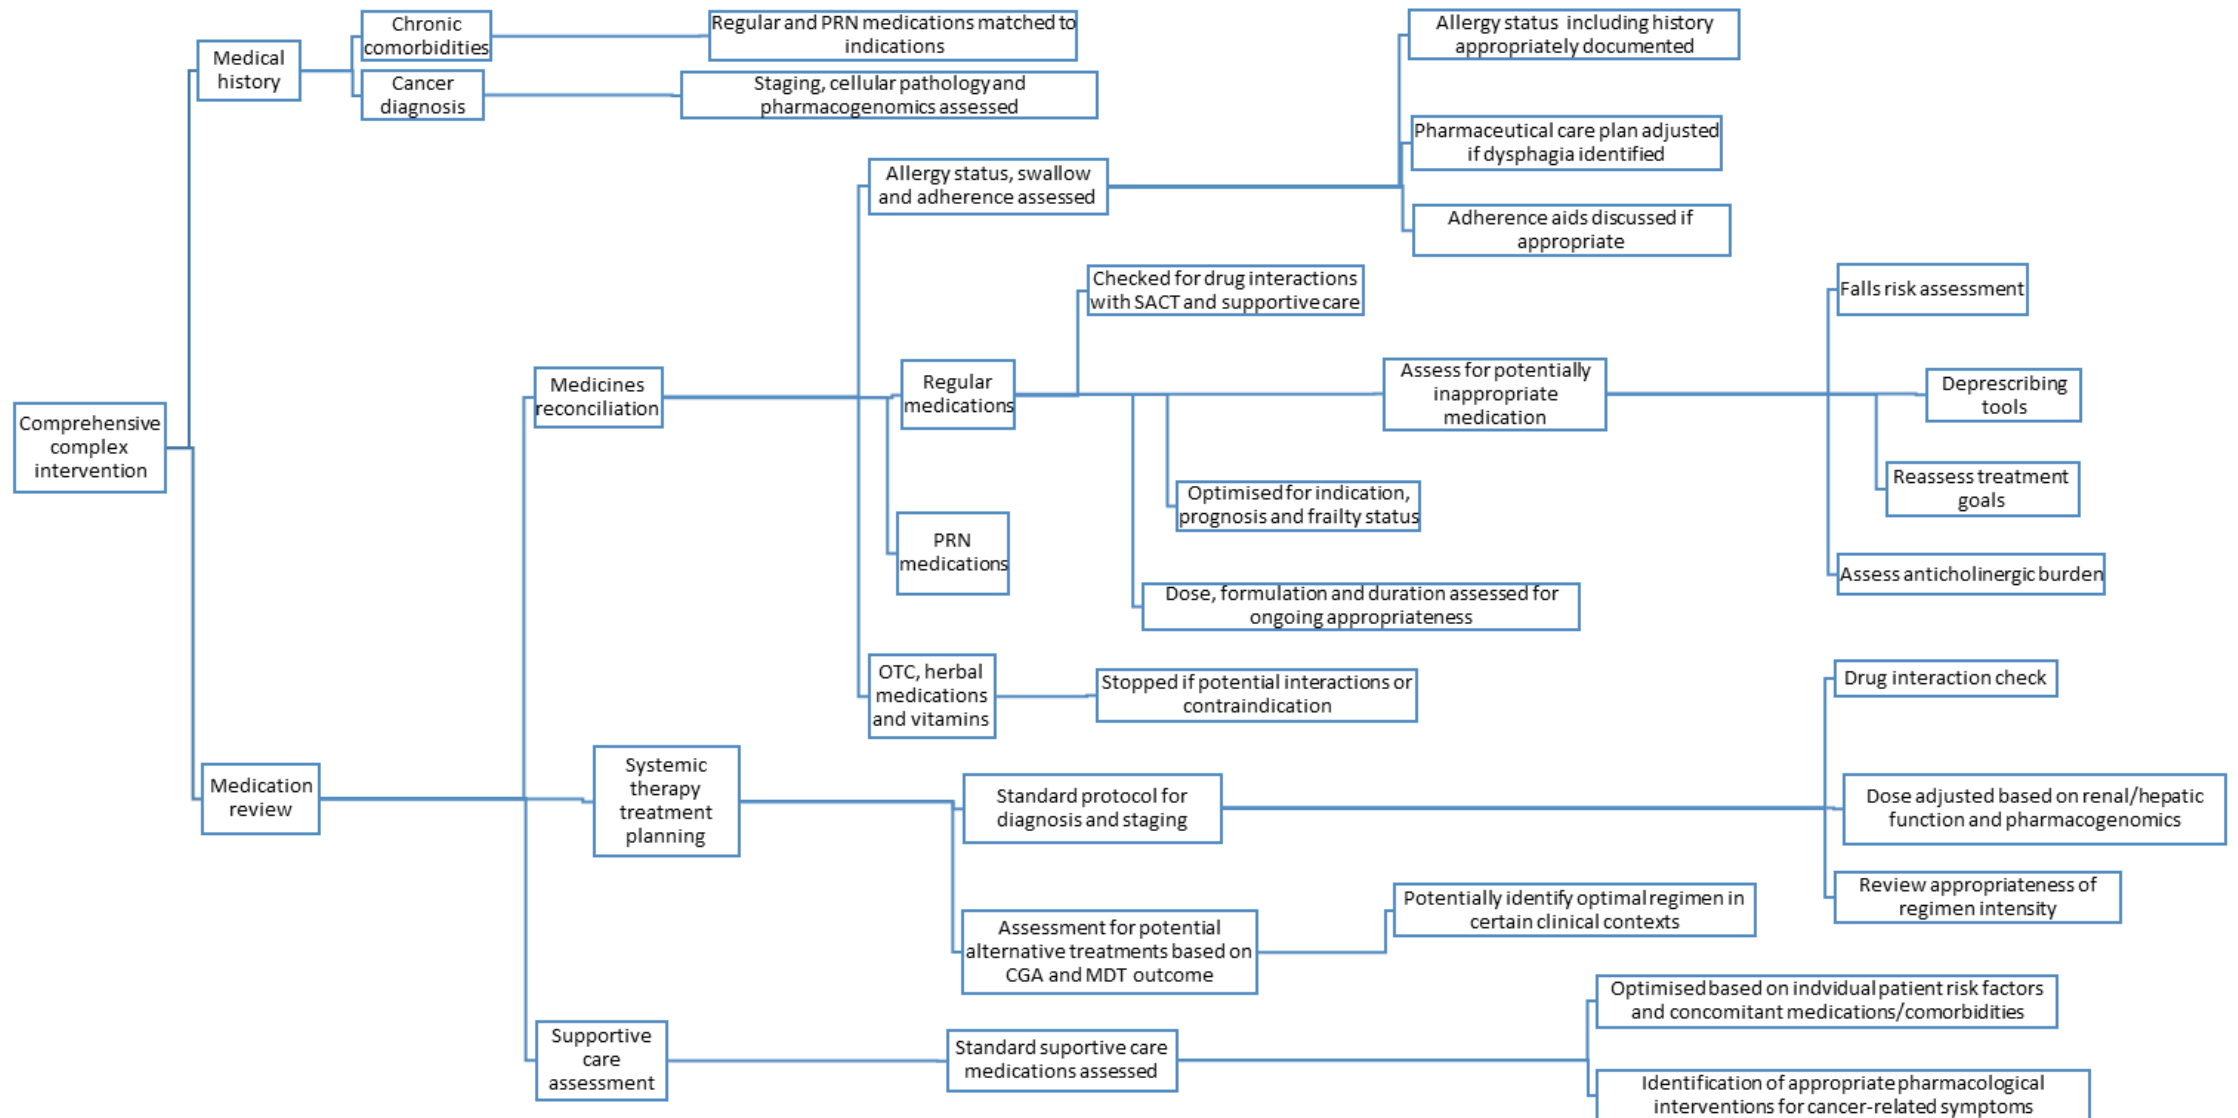 Comprehensive
complex
intervention
Medical
history
Chronic
comorbidities
Regular and PRN medications matched to
indications
Cancer
diagnosis
Staging, cellular pathology and
pharmacogenomics assessed
Medication
review
Medicines
reconciliation
Allergy status, swallow
and adherence assessed
Allergy status including history
appropriately documented
Pharmaceutical care plan adjusted
if dysphagia identified
Adherence aids discussed if
appropriate
Regular
medications
Checked for drug interactions
with SACT and supportive care
Assess for potentially
inappropriate
medication
Falls risk assessment
Deprescribing
tools
Reassess treatment
goals
Assess anticholinergic burden
Optimised for indication,
prognosis and frailty status
Dose, formulation and duration assessed for
ongoing appropriateness
PRN
medications
OTC, herbal
medications
and vitamins
Stopped if potential interactions or
contraindication
Systemic
therapy
treatment
planning
Standard protocol for
diagnosis and staging
Drug interaction check
Dose adjusted based on renal/hepatic
function and pharmacogenomics
Review appropriateness of
regimen intensity
Assessment for potential
alternative treatments based on
CGA and MDT outcome
Potentially identify optimal regimen in
certain clinical contexts
Supportive
care
assessment
Standard suportive care
medications assessed
Optimised based on indvidual patient risk factors
and concomitant medications/comorbidities
Identification of appropriate pharmacological
interventions for cancer-related symptoms